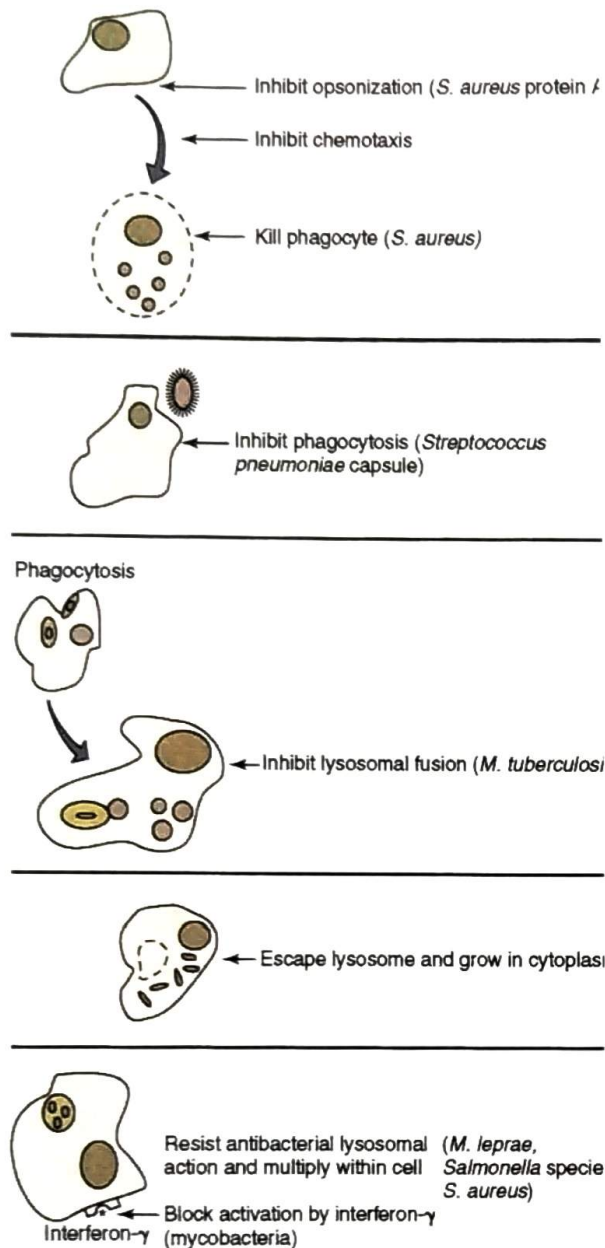 Inhibit opsonization (S. aureus protein
Inhibit chemotaxis
Kill phagocyte (S. aureus)
Inhibit phagocytosis (Streptococcus
pneumoniae capsule)
Phagocytosis
Inhibit lysosomal fusion (M. tuberculosi
Escape lysosome and grow in cytoplas
Resist antibacterial lysosomal (M. leprae,
action and multiply within cell Salmonella specie
S. aureus)
Block activation by interferon-γ
Interferon-γ (mycobacteria)